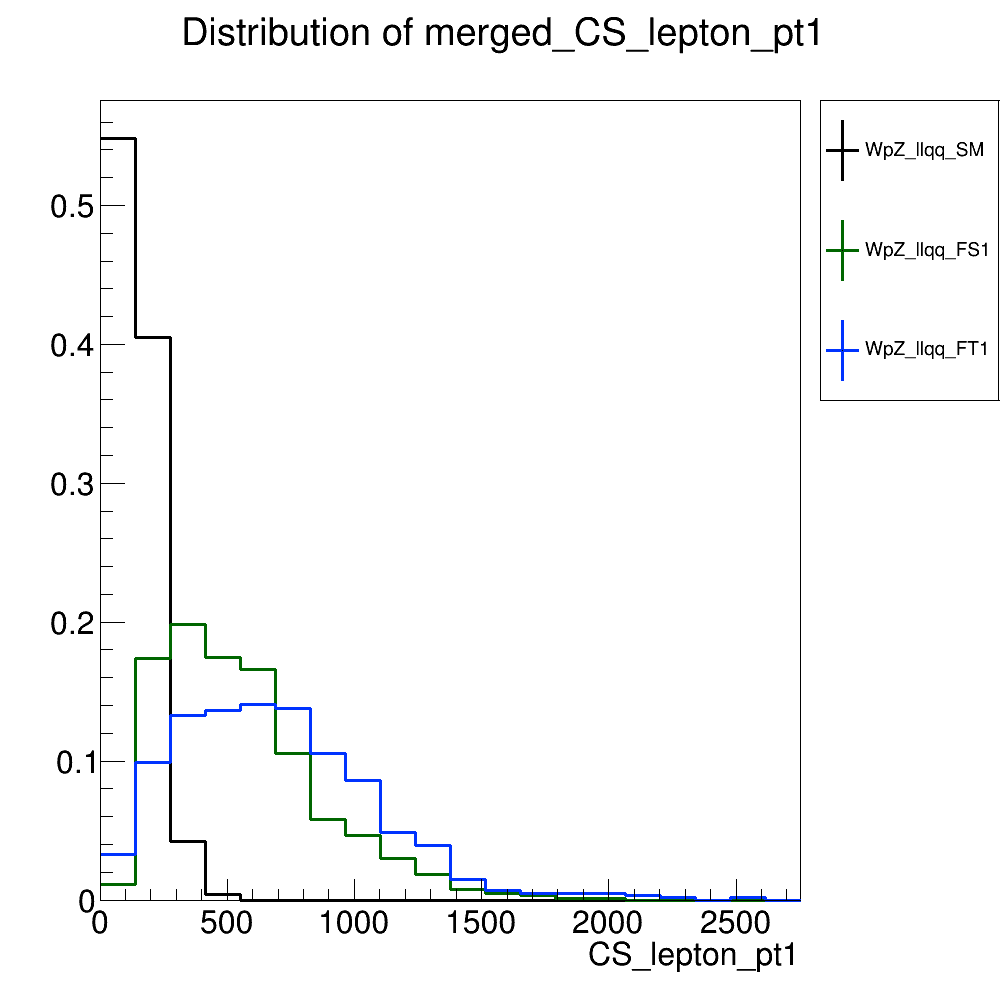 Distribution of merged_CS_lepton_pt1
WpZ_llqq_SM
WpZ_llqq_FS1
WpZ_llqq_FT1
0.5
0.4
0.3
0.2
0.1
0
0 500 1000 1500 2000 2500
CS_lepton_pt1